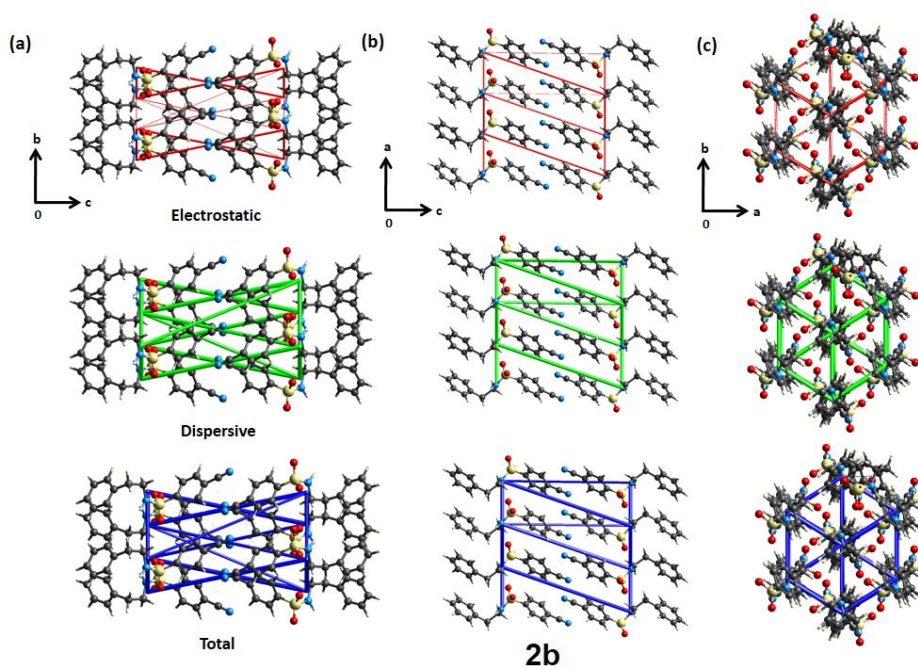 (a)
(b)
(c)
b
0
c
Electrostatic
a
0
c
b
0
a
Dispersive
Total
2b